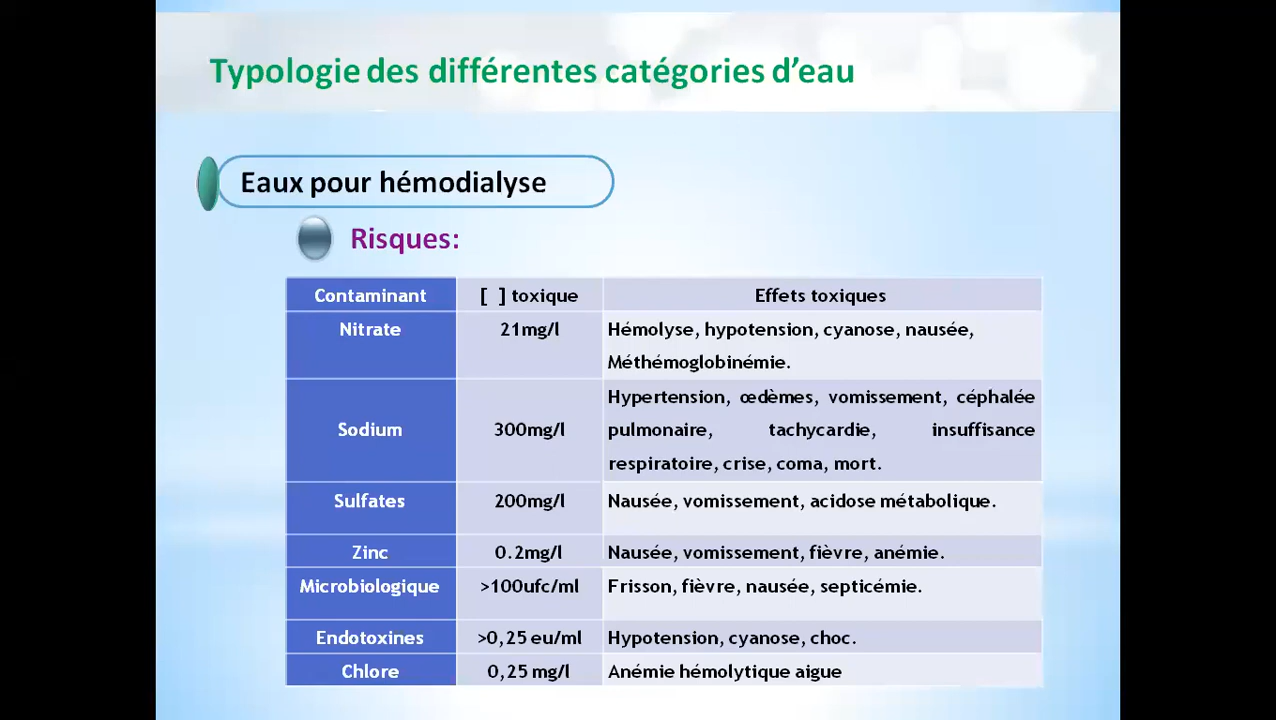 Typologie des différentes catégories d’eau
Eaux pour hémodialyse
Risques:
Contaminant [ ] toxique Effets toxiques
Nitrate 21mg/l Hémolyse, hypotension, cyanose, nausée,
Méthémoglobinémie.
Hypertension, œdèmes, vomissement, céphalée
Sodium 300mg/l pulmonaire, tachycardie, insuffisance
respiratoire, crise, coma, mort.
Sulfates 200mg/l Nausée, vomissement, acidose métabolique.
Zinc 0.2mg/l Nausée, vomissement, fièvre, anémie.
Microbiologique >100ufc/ml Frisson, fièvre, nausée, septicémie.
Endotoxines >0,25 eu/ml Hypotension, cyanose, choc.
Chlore 0,25 mg/l Anémie hémolytique aigue